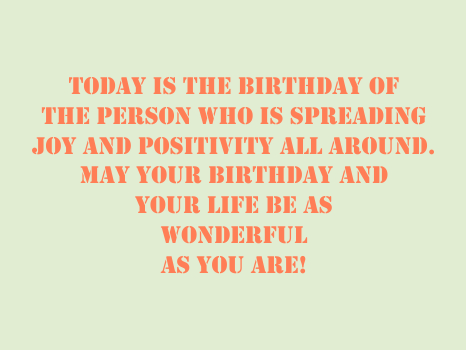 TODAY IS THE BIRTHDAY OF
THE PERSON WHO IS SPREADING
JOY AND POSITIVITY ALL AROUND.
MAY YOUR BIRTHDAY AND
YOUR LIFE BE AS
WONDERFUL
AS YOU ARE!